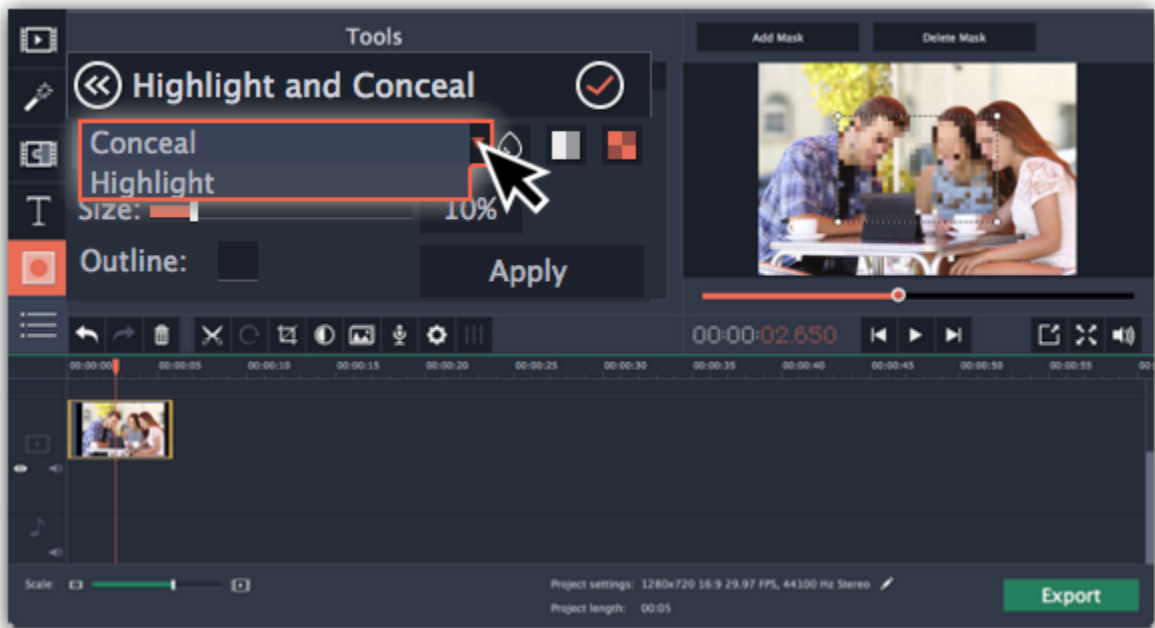 Tools
Add Mask
Delete Mask
Highlight and Conceal
Conceal
Highlight
Size:
10%
Outline:
Apply
T
00:00:02.650
00:00:00
00:00:05
00:00:10
00:00:15
00:00:20
00:00:25
00:00:30
00:00:35
00:00:40
00:00:45
00:00:50
00:00:55
Scale:
Project settings: 1280x720 16:9 29.97 FPS, 44100 Hz Stereo
Project length: 00:05
Export